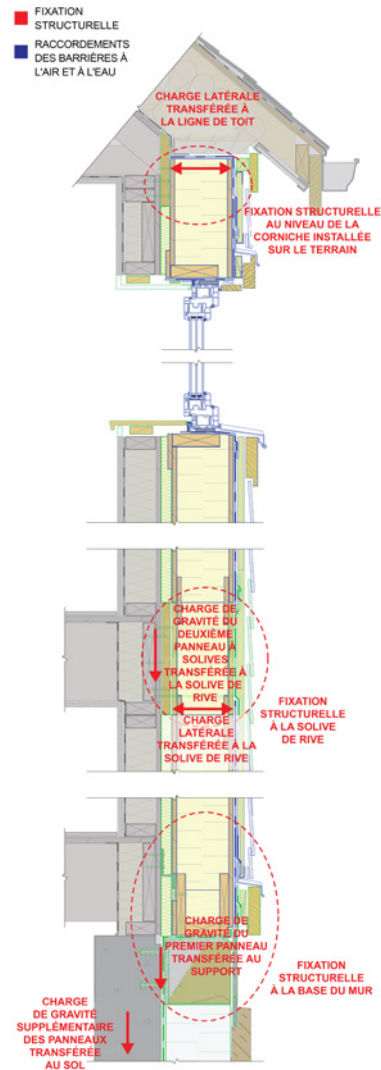 FIXATION
STRUCTURELLE
RACCORDEMENTS
DES BARRIÈRES À
L'AIR ET À L'EAU
CHARGE LATÉRALE
TRANSFÉRÉE À
LA LIGNE DE TOIT
FIXATION STRUCTURELLE
AU NIVEAU DE LA
CORNICHE INSTALLÉE
SUR LE TERRAIN
CHARGE DE
GRAVITÉ DU
DEUXIÈME
PANNEAU À
SOLIVES
TRANSFÉRÉE À
LA SOLIVE DE
RIVE
CHARGE
LATÉRALE
TRANSFÉRÉE À LA
SOLIVE DE RIVE
FIXATION
STRUCTURELLE
À LA SOLIVE
DE RIVE
CHARGE DE
GRAVITÉ DU
PREMIER PANNEAU
TRANSFÉRÉE AU
SUPPORT
FIXATION
STRUCTURELLE
À LA BASE DU MUR
CHARGE
DE GRAVITÉ
SUPPLÉMENTAIRE
DES PANNEAUX
TRANSFÉRÉE
AU SOL